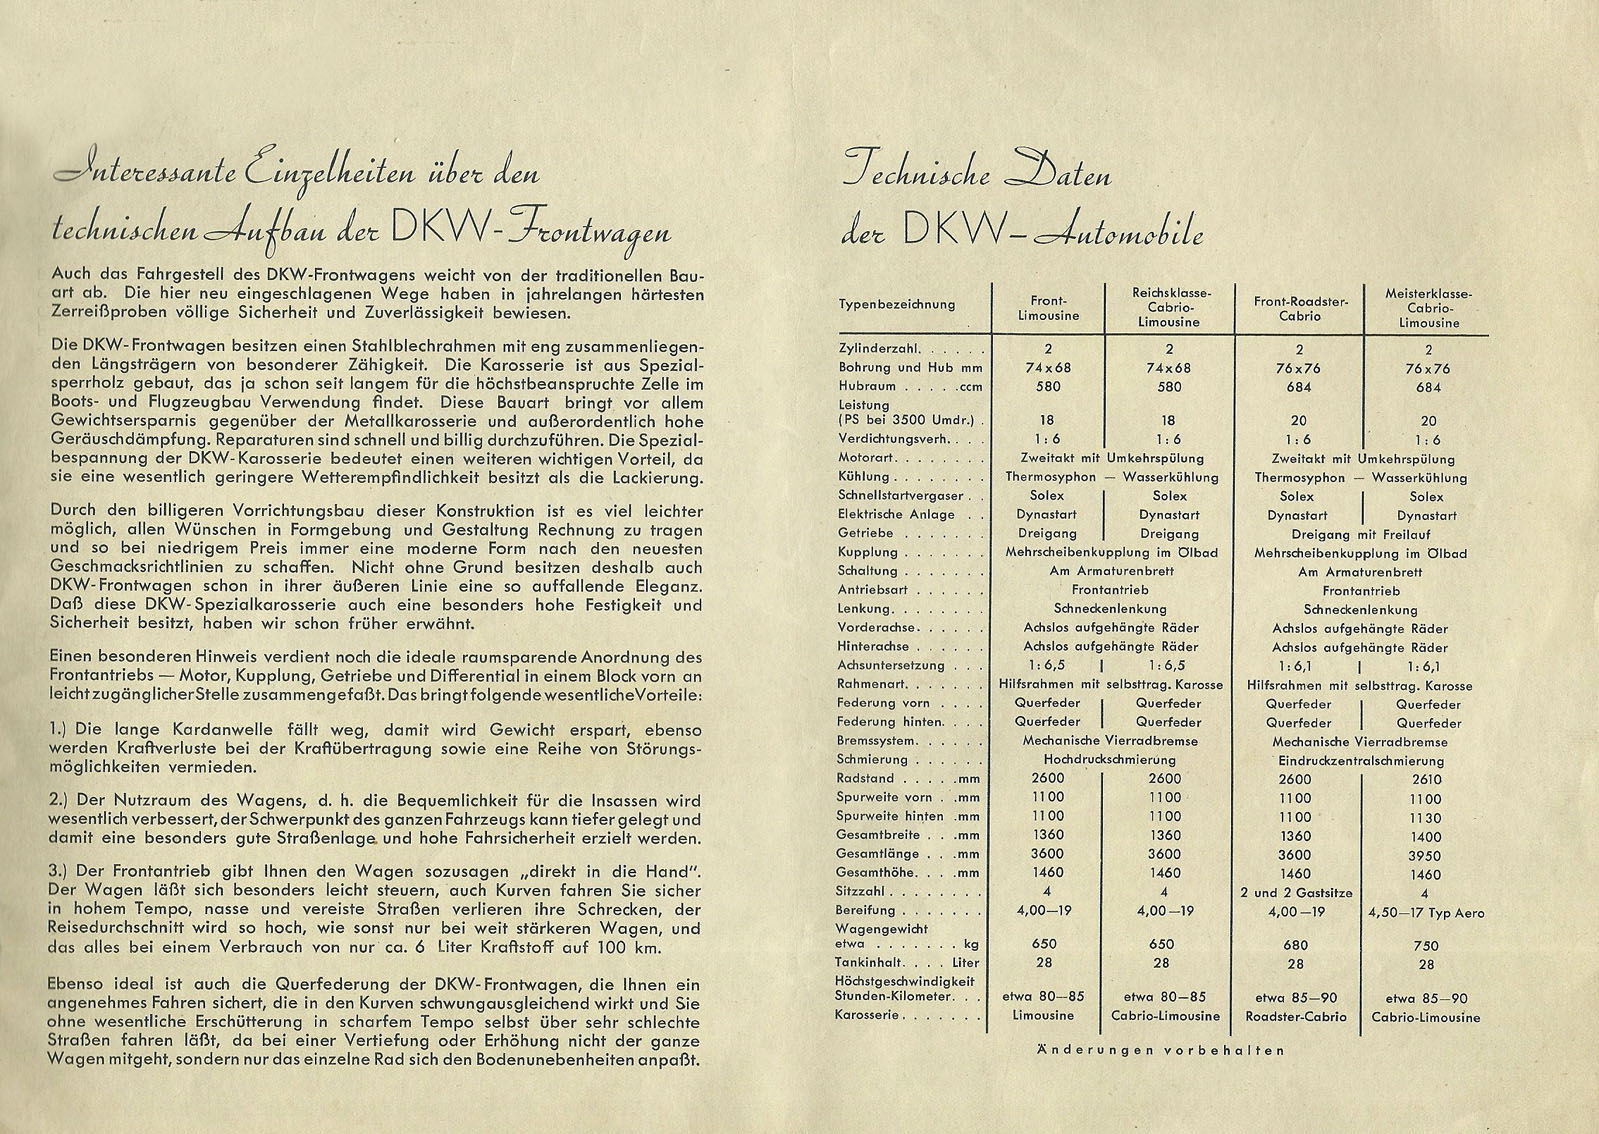 Interessante Einzelheiten über den
technischen Aufbau der DKW-Frontwagen
Auch das Fahrgestell des DKW-Frontwagens weicht von der traditionellen Bau-
art ab. Die hier neu eingeschlagenen Wege haben in jahrelangen härtesten
Zerreißproben völlige Sicherheit und Zuverlässigkeit bewiesen.
Die DKW-Frontwagen besitzen einen Stahlblechrahmen mit eng zusammenliegen-
den Längsträgern von besonderer Zähigkeit. Die Karosserie ist aus Spezial-
sperrholz gebaut, das ja schon seit langem für die höchstbeanspruchte Zelle im
Boots- und Flugzeugbau Verwendung findet. Diese Bauart bringt vor allem
Gewichtsersparnis gegenüber der Metallkarosserie und außerordentlich hohe
Geräuschdämpfung. Reparaturen sind schnell und billig durchzuführen. Die Spezial-
bespannung der DKW-Karosserie bedeutet einen weiteren wichtigen Vorteil, da
sie eine wesentlich geringere Wetterempfindlichkeit besitzt als die Lackierung.
Durch den billigeren Vorrichtungsbau dieser Konstruktion ist es viel leichter
möglich, allen Wünschen in Formgebung und Gestaltung Rechnung zu tragen
und so bei niedrigem Preis immer eine moderne Form nach den neuesten
Geschmacksrichtlinien zu schaffen. Nicht ohne Grund besitzen deshalb auch
DKW-Frontwagen schon in ihrer äußeren Linie eine so auffallende Eleganz.
Daß diese DKW-Spezialkarosserie auch eine besonders hohe Festigkeit und
Sicherheit besitzt, haben wir schon früher erwähnt.
Einen besonderen Hinweis verdient noch die ideale raumsparende Anordnung des
Frontantriebs — Motor, Kupplung, Getriebe und Differential in einem Block vorn an
leicht zugänglicher Stelle zusammengefaßt. Das bringt folgende wesentliche Vorteile:
1.) Die lange Kardanwelle fällt weg, damit wird Gewicht erspart, ebenso
werden Kraftverluste bei der Kraftübertragung sowie eine Reihe von Störungs-
möglichkeiten vermieden.
2.) Der Nutzraum des Wagens, d. h. die Bequemlichkeit für die Insassen wird
wesentlich verbessert, der Schwerpunkt des ganzen Fahrzeugs kann tiefer gelegt und
damit eine besonders gute Straßenlage und hohe Fahrsicherheit erzielt werden.
3.) Der Frontantrieb gibt Ihnen den Wagen sozusagen „direkt in die Hand".
Der Wagen läßt sich besonders leicht steuern, auch Kurven fahren Sie sicher
in hohem Tempo, nasse und vereiste Straßen verlieren ihre Schrecken, der
Reisedurchschnitt wird so hoch, wie sonst nur bei weit stärkeren Wagen, und
das alles bei einem Verbrauch von nur ca. 6 Liter Kraftstoff auf 100 km.
Ebenso ideal ist auch die Querfederung der DKW-Frontwagen, die Ihnen ein
angenehmes Fahren sichert, die in den Kurven schwungausgleichend wirkt und Sie
ohne wesentliche Erschütterung in scharfem Tempo selbst über sehr schlechte
Straßen fahren läßt, da bei einer Vertiefung oder Erhöhung nicht der ganze
Wagen mitgeht, sondern nur das einzelne Rad sich den Bodenunebenheiten anpaßt.
Technische Daten
der DKW-Automobile
Typenbezeichnung Front-Limousine Reichsklasse-Cabrio-Limousine Front-Roadster-Cabrio Meisterklasse-Cabrio-Limousine
Zylinderzahl. . . . . . 2 2 2 2
Bohrung und Hub mm 74x68 74x68 76x76 76x76
Hubraum . . . . . ccm 580 580 684 684
Leistung
(PS bei 3500 Umdr.) . 18 18 20 20
Verdichtungsverh. . . . 1:6 1:6 1:6 1:6
Motorart. . . . . . . . Zweitakt mit Umkehrspülung Zweitakt mit Umkehrspülung
Kühlung . . . . . . . . Thermosyphon — Wasserkühlung Thermosyphon — Wasserkühlung
Schnellstartvergaser . . Solex Solex Solex Solex
Elektrische Anlage . . Dynastart Dynastart Dynastart Dynastart
Getriebe . . . . . . . Dreigang Dreigang Dreigang mit Freilauf
Kupplung . . . . . . . Mehrscheibenkupplung im Ölbad Mehrscheibenkupplung im Ölbad
Schaltung . . . . . . . Am Armaturenbrett Am Armaturenbrett
Antriebsart . . . . . . Frontantrieb Frontantrieb
Lenkung. . . . . . . . Schneckenlenkung Schneckenlenkung
Vorderachse. . . . . . Achslos aufgehängte Räder Achslos aufgehängte Räder
Hinterachse . . . . . . Achslos aufgehängte Räder Achslos aufgehängte Räder
Achsuntersetzung . . . 1:6,5 1:6,5 1:6,1 1:6,1
Rahmenart. . . . . . . Hilfsrahmen mit selbsttrag. Karosse Hilfsrahmen mit selbsttrag. Karosse
Federung vorn . . . . Querfeder Querfeder Querfeder Querfeder
Federung hinten. . . . Querfeder Querfeder Querfeder Querfeder
Bremssystem. . . . . . Mechanische Vierradbremse Mechanische Vierradbremse
Schmierung . . . . . . Hochdruckschmierung Eindruckzentralschmierung
Radstand . . . . . mm 2600 2600 2600 2610
Spurweite vorn . . mm 1100 1100 1100 1100
Spurweite hinten . mm 1100 1100 1100 1130
Gesamtbreite . . . mm 1360 1360 1360 1400
Gesamtlänge . . . mm 3600 3600 3600 3950
Gesamthöhe. . . . mm 1460 1460 1460 1460
Sitzzahl . . . . . . . . 4 4 2 und 2 Gastsitze 4
Bereifung . . . . . . . 4,00—19 4,00—19 4,00—19 4,50—17 Typ Aero
Wagengewicht
etwa . . . . . . . kg 650 650 680 750
Tankinhalt. . . . Liter 28 28 28 28
Höchstgeschwindigkeit
Stunden-Kilometer. . . etwa 80—85 etwa 80—85 etwa 85—90 etwa 85—90
Karosserie . . . . . . . Limousine Cabrio-Limousine Roadster-Cabrio Cabrio-Limousine
Änderungen vorbehalten